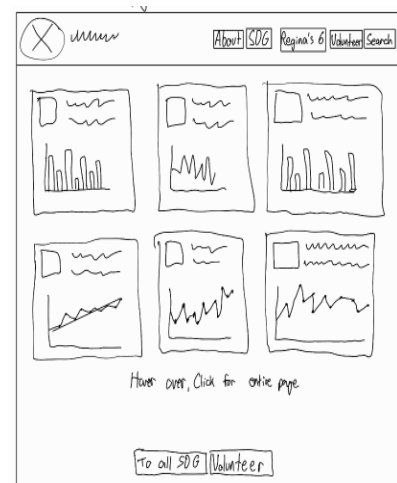 About SDG Regina's 6 Volunteer Search
Hover over, Click for entire page
To all SDG Volunteer